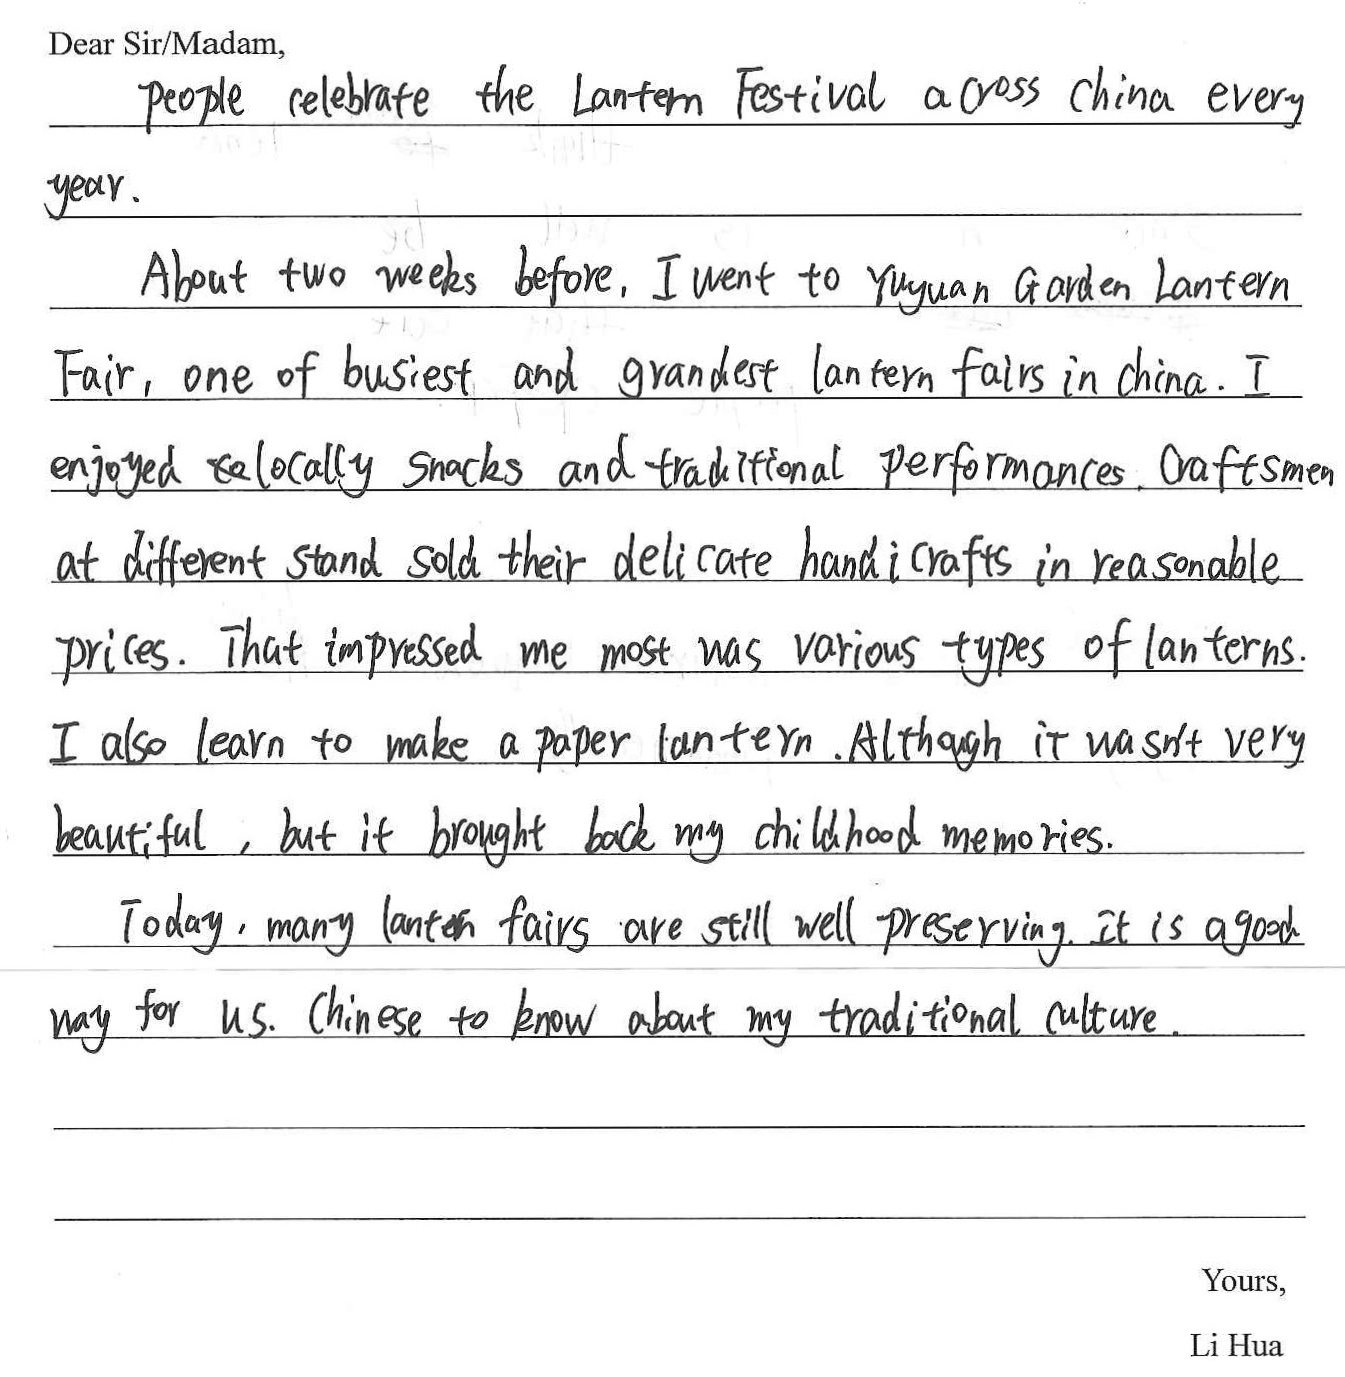 Dear Sir/Madam,
people celebrate the Lantern Festival across china every
year.
About two weeks before, I went to Yuyuan Garden Lantern
Fair, one of busiest and grandest lantern fairs in china. I
enjoyed locally snacks and traditional performances. Craftsmen
at different stand sold their delicate handicrafts in reasonable
prices. That impressed me most was various types of lanterns.
I also learn to make a paper lantern. Although it wasn't very
beautiful, but it brought back my childhood memories.
Today, many lantern fairs are still well preserving. it is a good
way for us. Chinese to know about my traditional culture.
Yours,
Li Hua